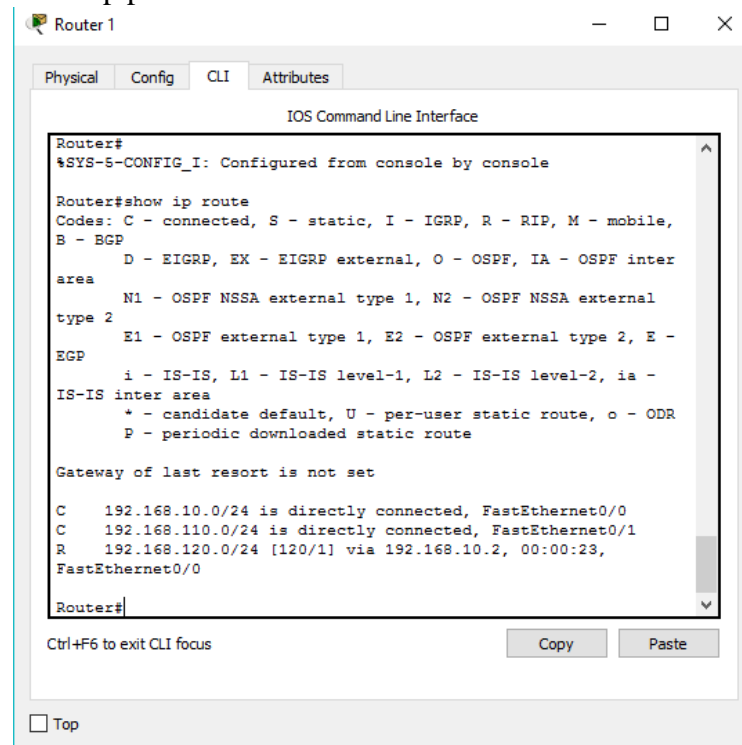 Router 1
Physical Config CLI Attributes
IOS Command Line Interface
Router#
%SYS-5-CONFIG_I: Configured from console by console
Router#show ip route
Codes: C - connected, S - static, I - IGRP, R - RIP, M - mobile,
B - BGP
D - EIGRP, EX - EIGRP external, O - OSPF, IA - OSPF inter
area
N1 - OSPF NSSA external type 1, N2 - OSPF NSSA external
type 2
E1 - OSPF external type 1, E2 - OSPF external type 2, E -
EGP
i - IS-IS, L1 - IS-IS level-1, L2 - IS-IS level-2, ia -
IS-IS inter area
* - candidate default, U - per-user static route, o - ODR
P - periodic downloaded static route
Gateway of last resort is not set
C 192.168.10.0/24 is directly connected, FastEthernet0/0
C 192.168.110.0/24 is directly connected, FastEthernet0/1
R 192.168.120.0/24 [120/1] via 192.168.10.2, 00:00:23,
FastEthernet0/0
Router#
Ctrl+F6 to exit CLI focus Copy Paste
Top